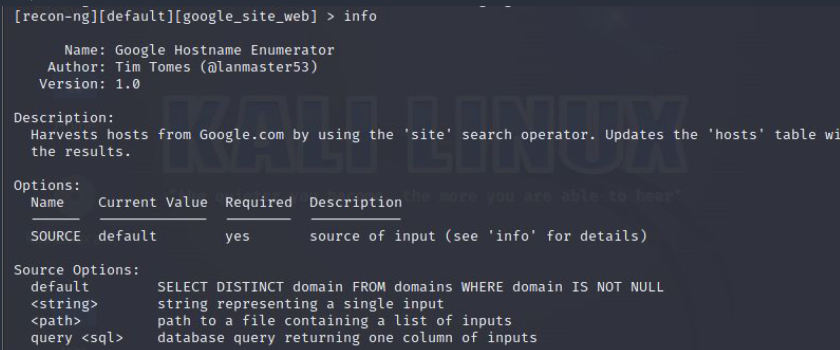 [recon-ng][default][google_site_web] > info
Name: Google Hostname Enumerator
Author: Tim Tomes (@lanmaster53)
Version: 1.0
Description:
Harvests hosts from Google.com by using the 'site' search operator. Updates the 'hosts' table wi
the results.
Options:
Name Current Value Required Description
SOURCE default yes source of input (see 'info' for details)
Source Options:
default SELECT DISTINCT domain FROM domains WHERE domain IS NOT NULL
<string> string representing a single input
<path> path to a file containing a list of inputs
query <sql> database query returning one column of inputs
KALI LINUX
the more you are able to hear"